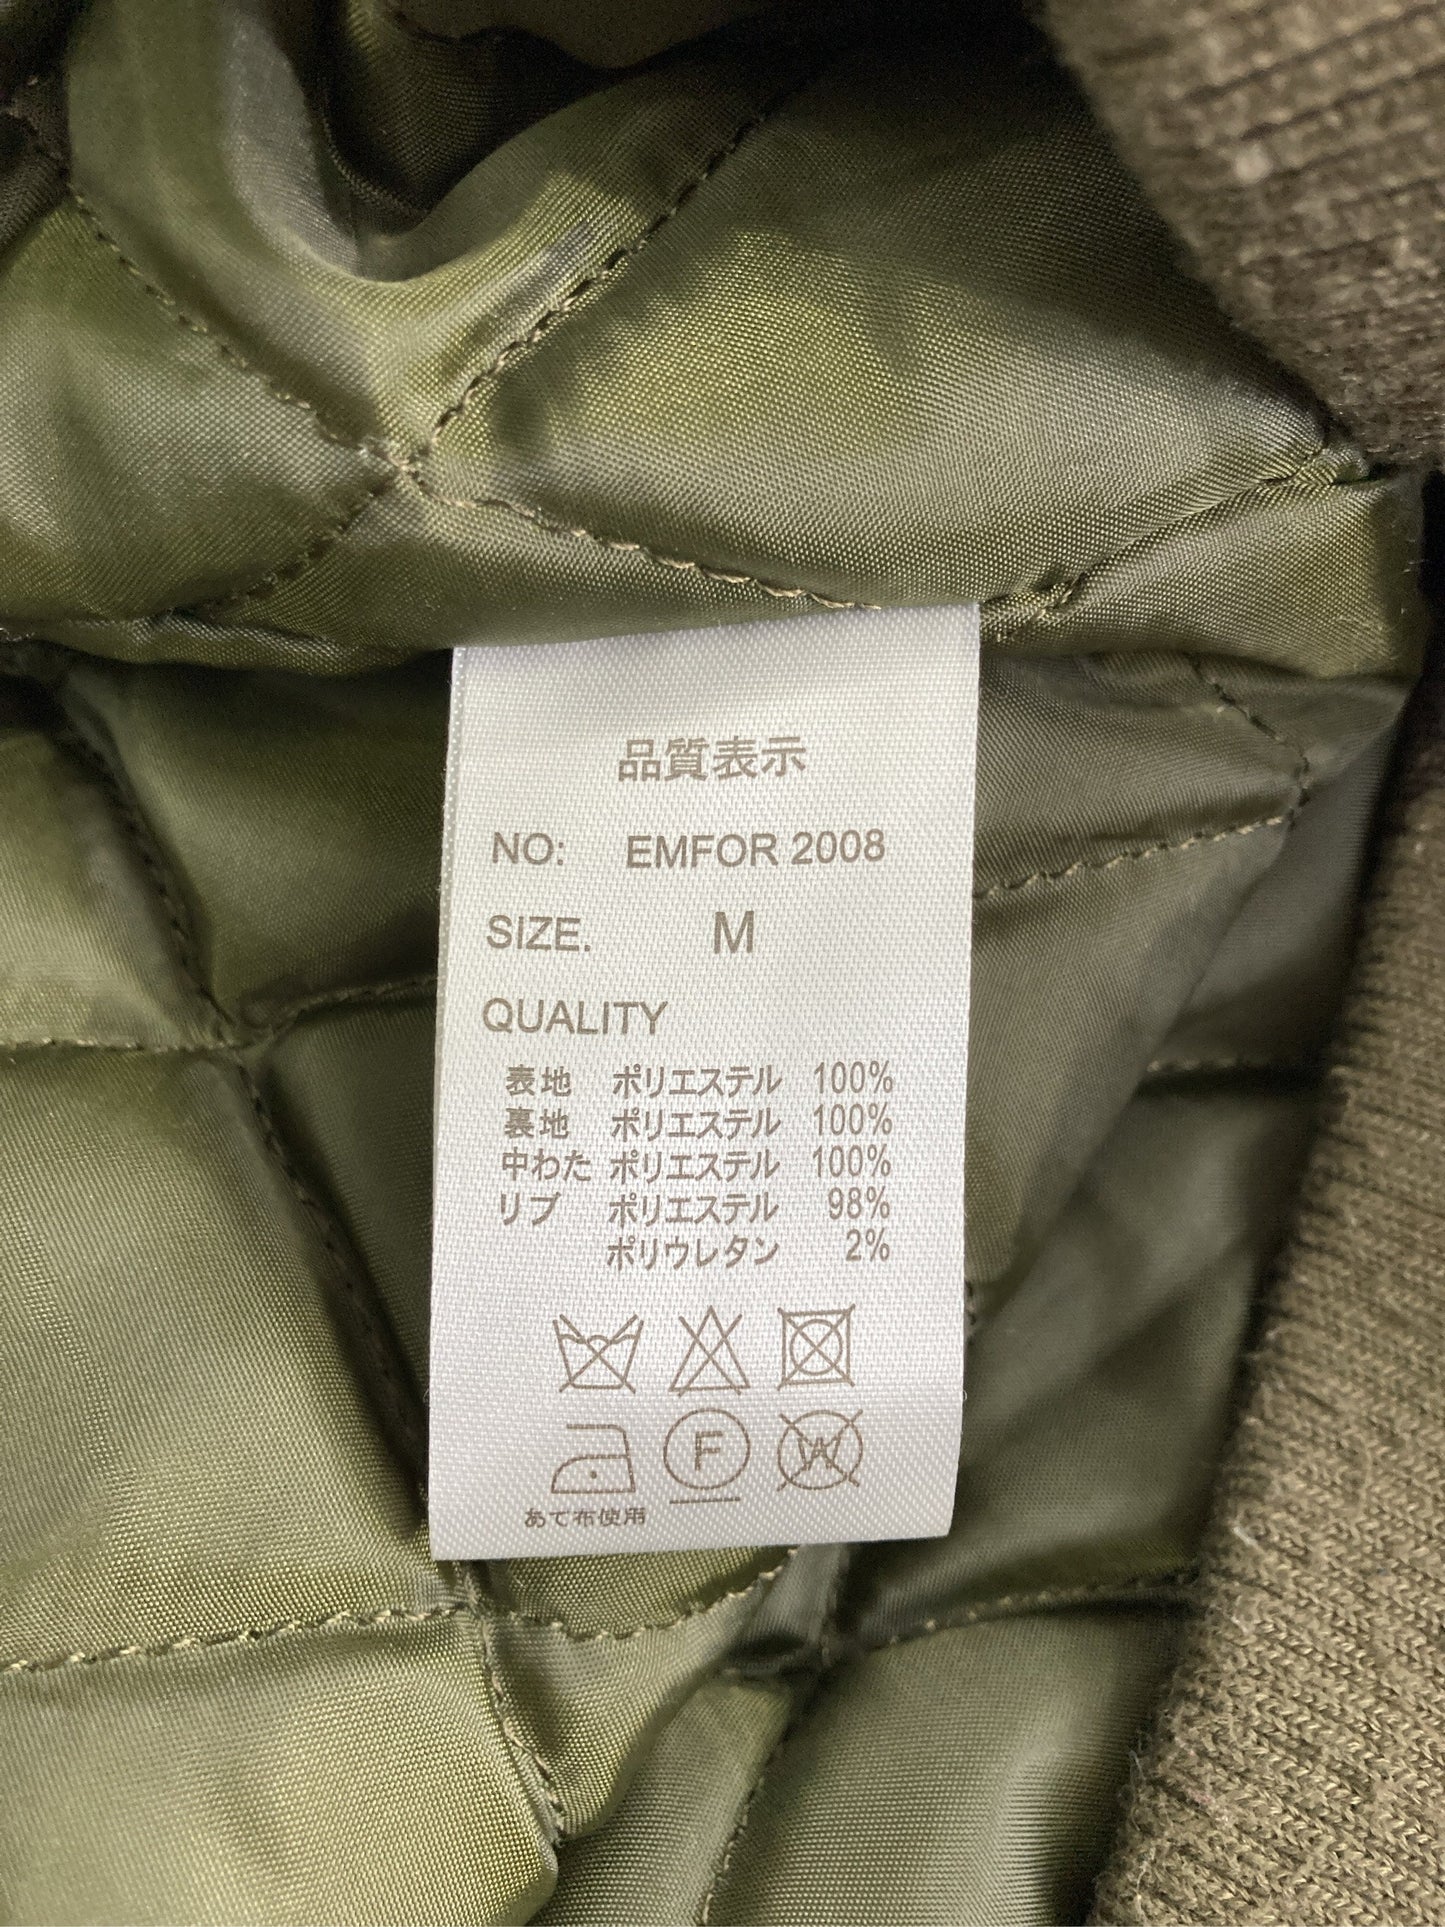 品質表示
NO: EMFOR 2008
SIZE. M
QUALITY
表地 ポリエステル 100%
裏地 ポリエステル 100%
中わた ポリエステル 100%
リブ ポリエステル 98%
ポリウレタン 2%
F W
あて布使用